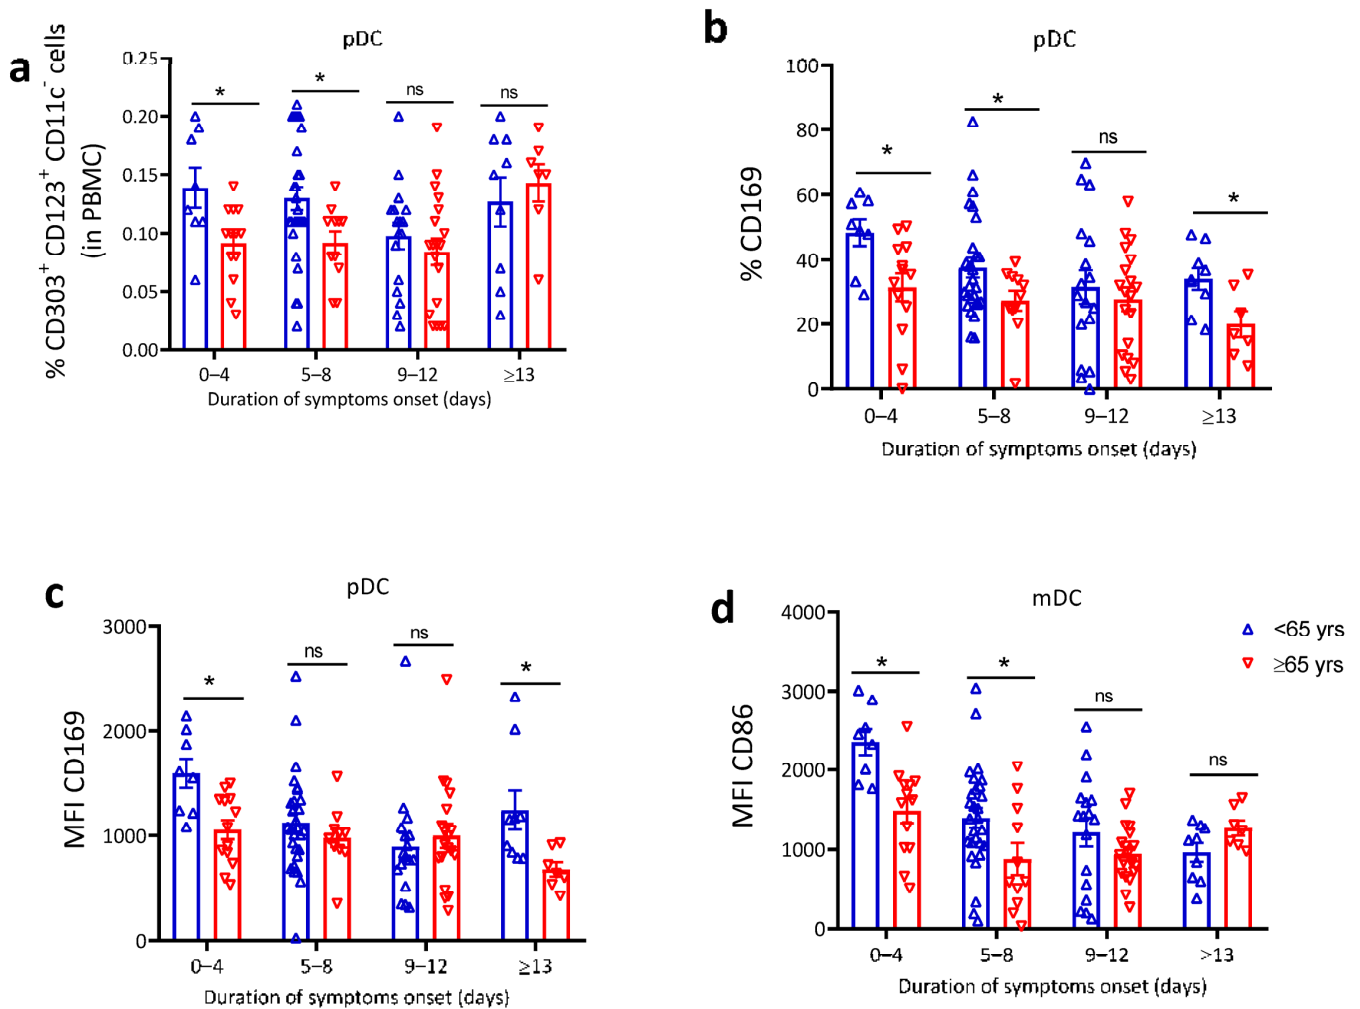 a
pDC
% CD303+ CD123+ CD11c- cells
(in PBMC)
0.25
0.20
0.15
0.10
0.05
0.00
* * ns ns
0–4 5–8 9–12 ≥13
Duration of symptoms onset (days)
b
pDC
% CD169
100
80
60
40
20
0
* * ns *
0–4 5–8 9–12 ≥13
Duration of symptoms onset (days)
c
pDC
MFI CD169
3000
2000
1000
0
* ns ns *
0–4 5–8 9–12 ≥13
Duration of symptoms onset (days)
d
mDC
MFI CD86
4000
3000
2000
1000
0
* * ns ns
0–4 5–8 9–12 >13
Duration of symptoms onset (days)
<65 yrs
≥65 yrs